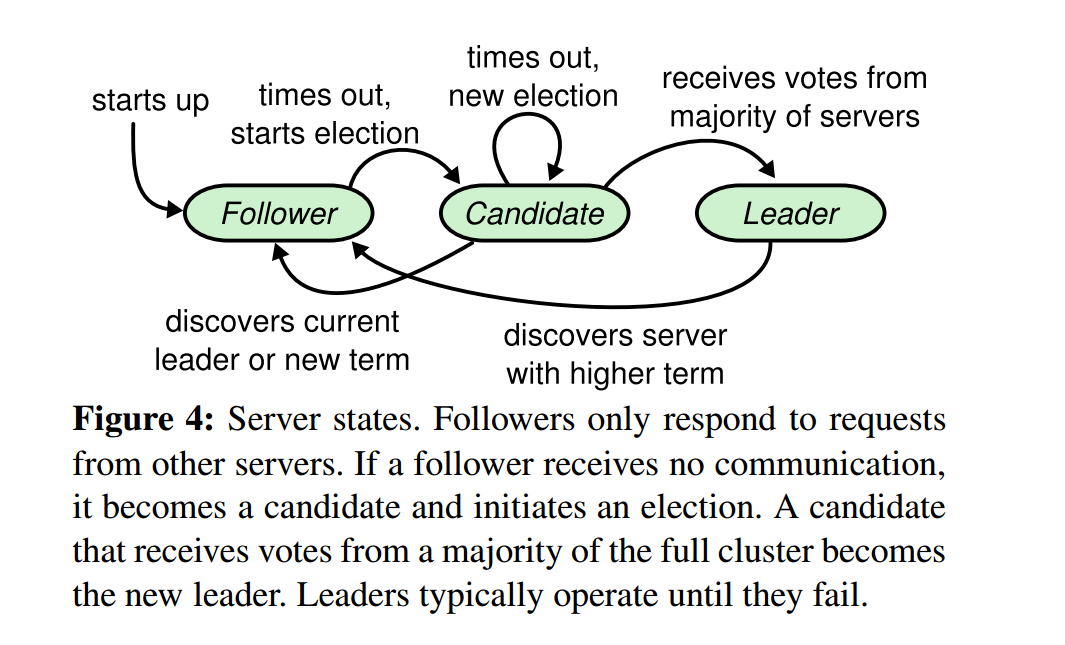 times out,
new election
receives votes from
majority of servers
starts up
times out,
starts election
Follower
Candidate
Leader
discovers current
leader or new term
discovers server
with higher term
Figure 4: Server states. Followers only respond to requests
from other servers. If a follower receives no communication,
it becomes a candidate and initiates an election. A candidate
that receives votes from a majority of the full cluster becomes
the new leader. Leaders typically operate until they fail.